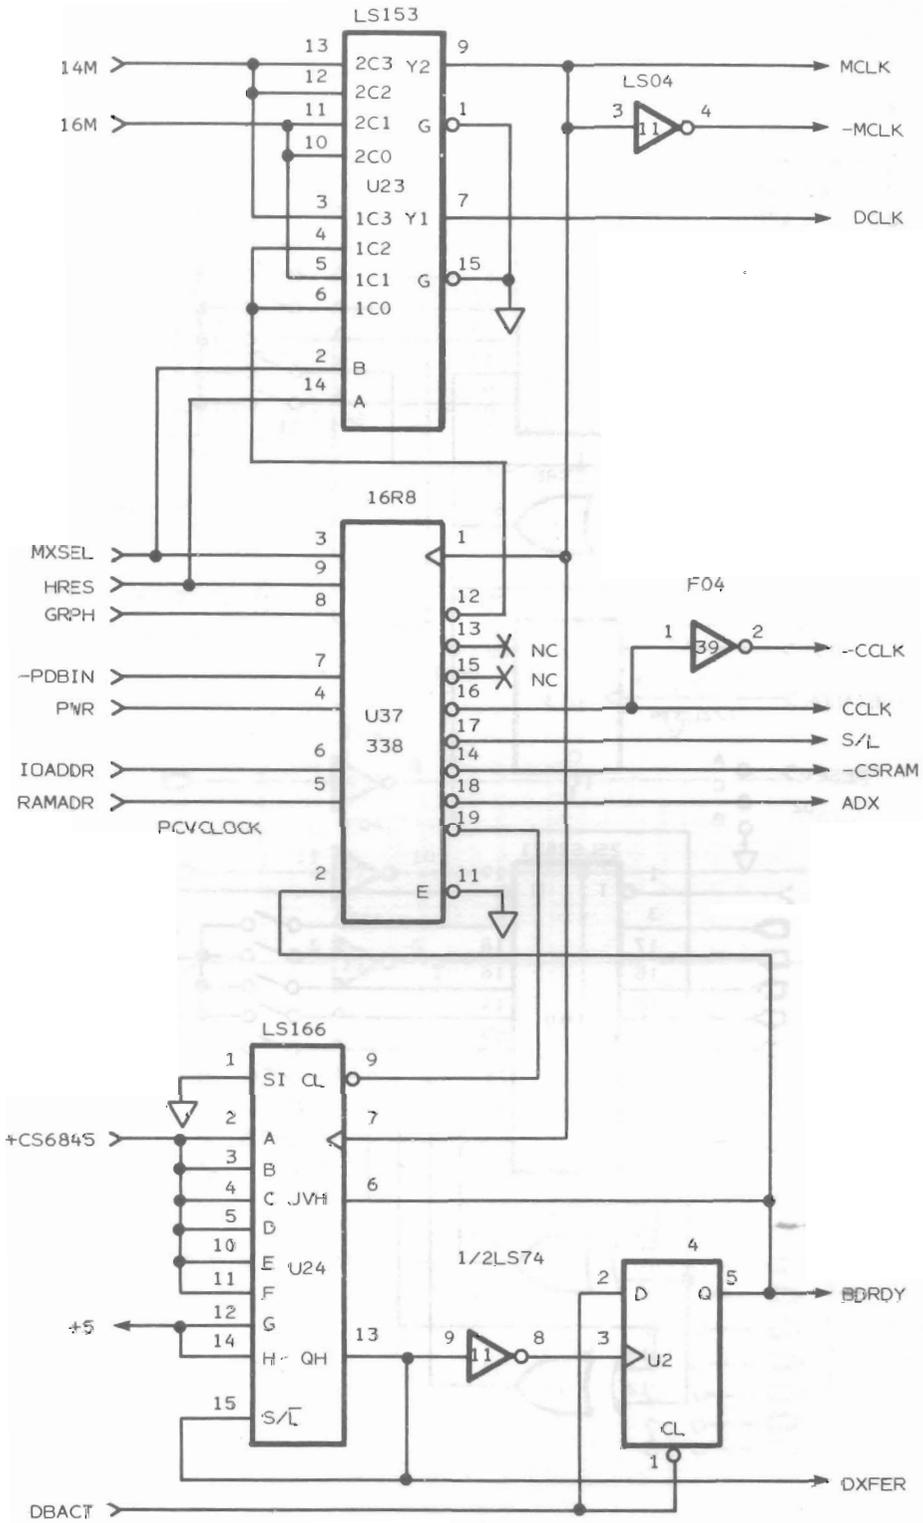 LS153
14M 13 2C3 Y2 9 MCLK
12 2C2 LS04
16M 11 2C1 G 1 3 11 4 -MCLK
10 2C0
U23
3 1C3 Y1 7 DCLK
4 1C2
5 1C1 G 15
6 1C0
2 B
14 A
16R8
MXSEL 3 1
HRES 9
GRPH 8 12
F04
13 NC 1 39 2 -CCLK
-PDBIN 7 15 NC
PWR 4 16 CCLK
U37 17 S/L
338
IOADDR 6 14 -CSRAM
RAMADR 5 18 ADX
PCVCLOCK 19
2 E 11
LS166
1 SI CL 9
+CS6845 2 A 7
3 B
4 C JVH 6
5 D
10 E U24 1/2LS74 4
11 F 2 D Q 5 BDRDY
+5 12 G
14 H QH 13 9 11 8 3 U2
15 S/L
CL
1
DXFER
DBACT